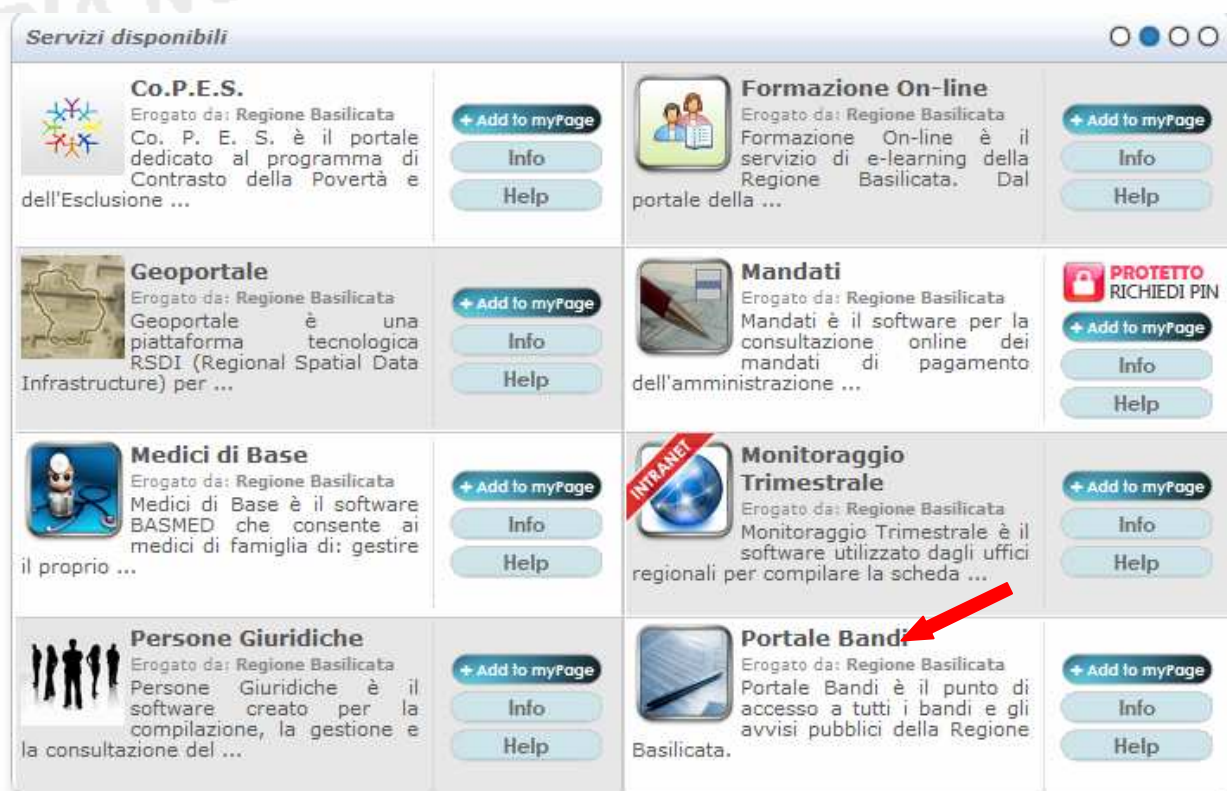 Servizi disponibili
Co.P.E.S.
Erogato da: Regione Basilicata
Co. P. E. S. è il portale
dedicato al programma di
Contrasto della Povertà e
dell'Esclusione ...
+ Add to myPage
Info
Help
Formazione On-line
Erogato da: Regione Basilicata
Formazione On-line è il
servizio di e-learning della
Regione Basilicata. Dal
portale della ...
+ Add to myPage
Info
Help
Geoportale
Erogato da: Regione Basilicata
Geoportale è una
piattaforma tecnologica
RSDI (Regional Spatial Data
Infrastructure) per ...
+ Add to myPage
Info
Help
Mandati
Erogato da: Regione Basilicata
Mandati è il software per la
consultazione online dei
mandati di pagamento
dell'amministrazione ...
PROTETTO
RICHIEDI PIN
+ Add to myPage
Info
Help
Medici di Base
Erogato da: Regione Basilicata
Medici di Base è il software
BASMED che consente ai
medici di famiglia di: gestire
il proprio ...
+ Add to myPage
Info
Help
INTRANET
Monitoraggio
Trimestrale
Erogato da: Regione Basilicata
Monitoraggio Trimestrale è il
software utilizzato dagli uffici
regionali per compilare la scheda ...
+ Add to myPage
Info
Help
Persone Giuridiche
Erogato da: Regione Basilicata
Persone Giuridiche è il
software creato per la
compilazione, la gestione e
la consultazione del ...
+ Add to myPage
Info
Help
Portale Bandi
Erogato da: Regione Basilicata
Portale Bandi è il punto di
accesso a tutti i bandi e gli
avvisi pubblici della Regione
Basilicata.
+ Add to myPage
Info
Help